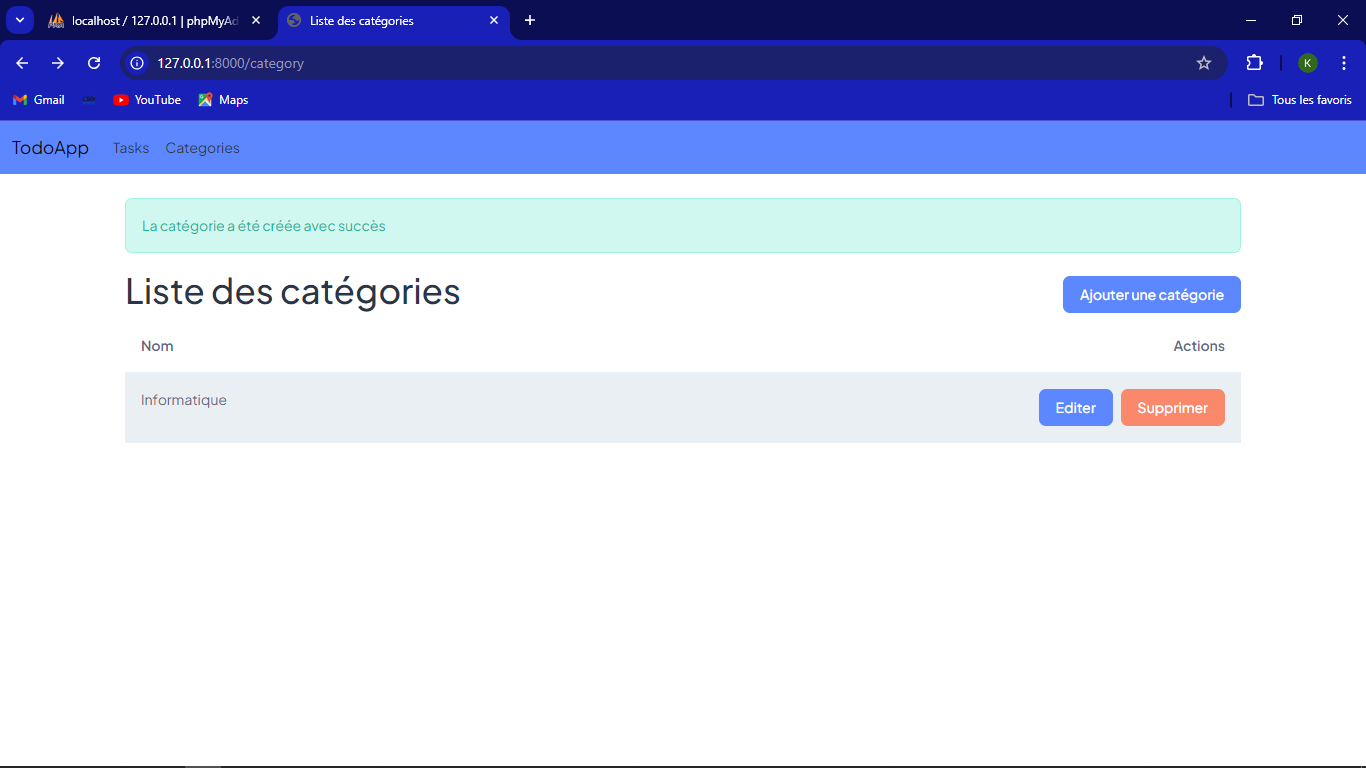 localhost / 127.0.0.1 | phpMyAd
Liste des catégories
127.0.0.1:8000/category
K
Gmail
YouTube
Maps
Tous les favoris
TodoApp
Tasks
Categories
La catégorie a été créée avec succès
Liste des catégories
Ajouter une catégorie
Nom
Actions
Informatique
Editer
Supprimer